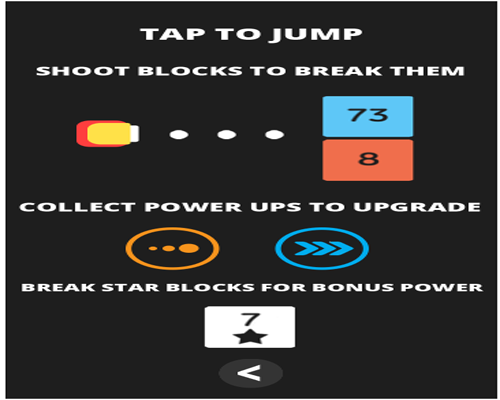 TAP TO JUMP
SHOOT BLOCKS TO BREAK THEM
73
8
COLLECT POWER UPS TO UPGRADE
BREAK STAR BLOCKS FOR BONUS POWER
7
<